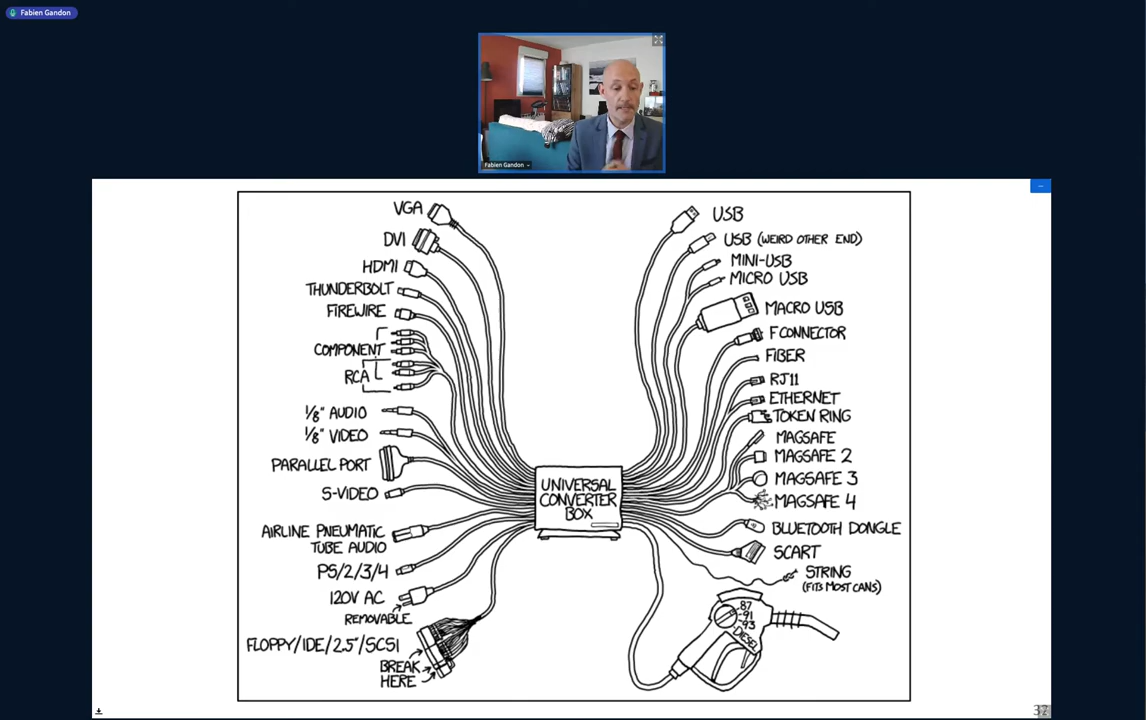 Fabien Gandon
Fabien Gandon
VGA
DVI
HDMI
THUNDERBOLT
FIREWIRE
COMPONENT
RCA
1/8" AUDIO
1/8" VIDEO
PARALLEL PORT
S-VIDEO
AIRLINE PNEUMATIC
TUBE AUDIO
PS/2/3/4
120V AC
REMOVABLE
FLOPPY/IDE/2.5"/SCSI
BREAK
HERE
UNIVERSAL
CONVERTER
BOX
USB
USB (WEIRD OTHER END)
MINI-USB
MICRO USB
MACRO USB
F CONNECTOR
FIBER
RJ11
ETHERNET
TOKEN RING
MAGSAFE
MAGSAFE 2
MAGSAFE 3
MAGSAFE 4
BLUETOOTH DONGLE
SCART
STRING
(FITS MOST CANS)
87
91
93
DIESEL